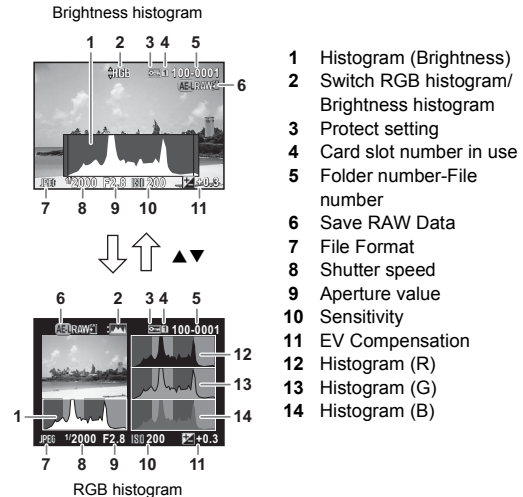 Brightness histogram
1 2 3 4 5
RGB 1 100-0001
AE-L RAW
6
JPEG 1/2000 F2.8 ISO 200 +0.3
7 8 9 10 11
▲▼
6 2 3 4 5
AE-L RAW 1 100-0001
12
13
1 14
JPEG 1/2000 F2.8 ISO 200 +0.3
7 8 9 10 11
RGB histogram
1 Histogram (Brightness)
2 Switch RGB histogram/
Brightness histogram
3 Protect setting
4 Card slot number in use
5 Folder number-File
number
6 Save RAW Data
7 File Format
8 Shutter speed
9 Aperture value
10 Sensitivity
11 EV Compensation
12 Histogram (R)
13 Histogram (G)
14 Histogram (B)